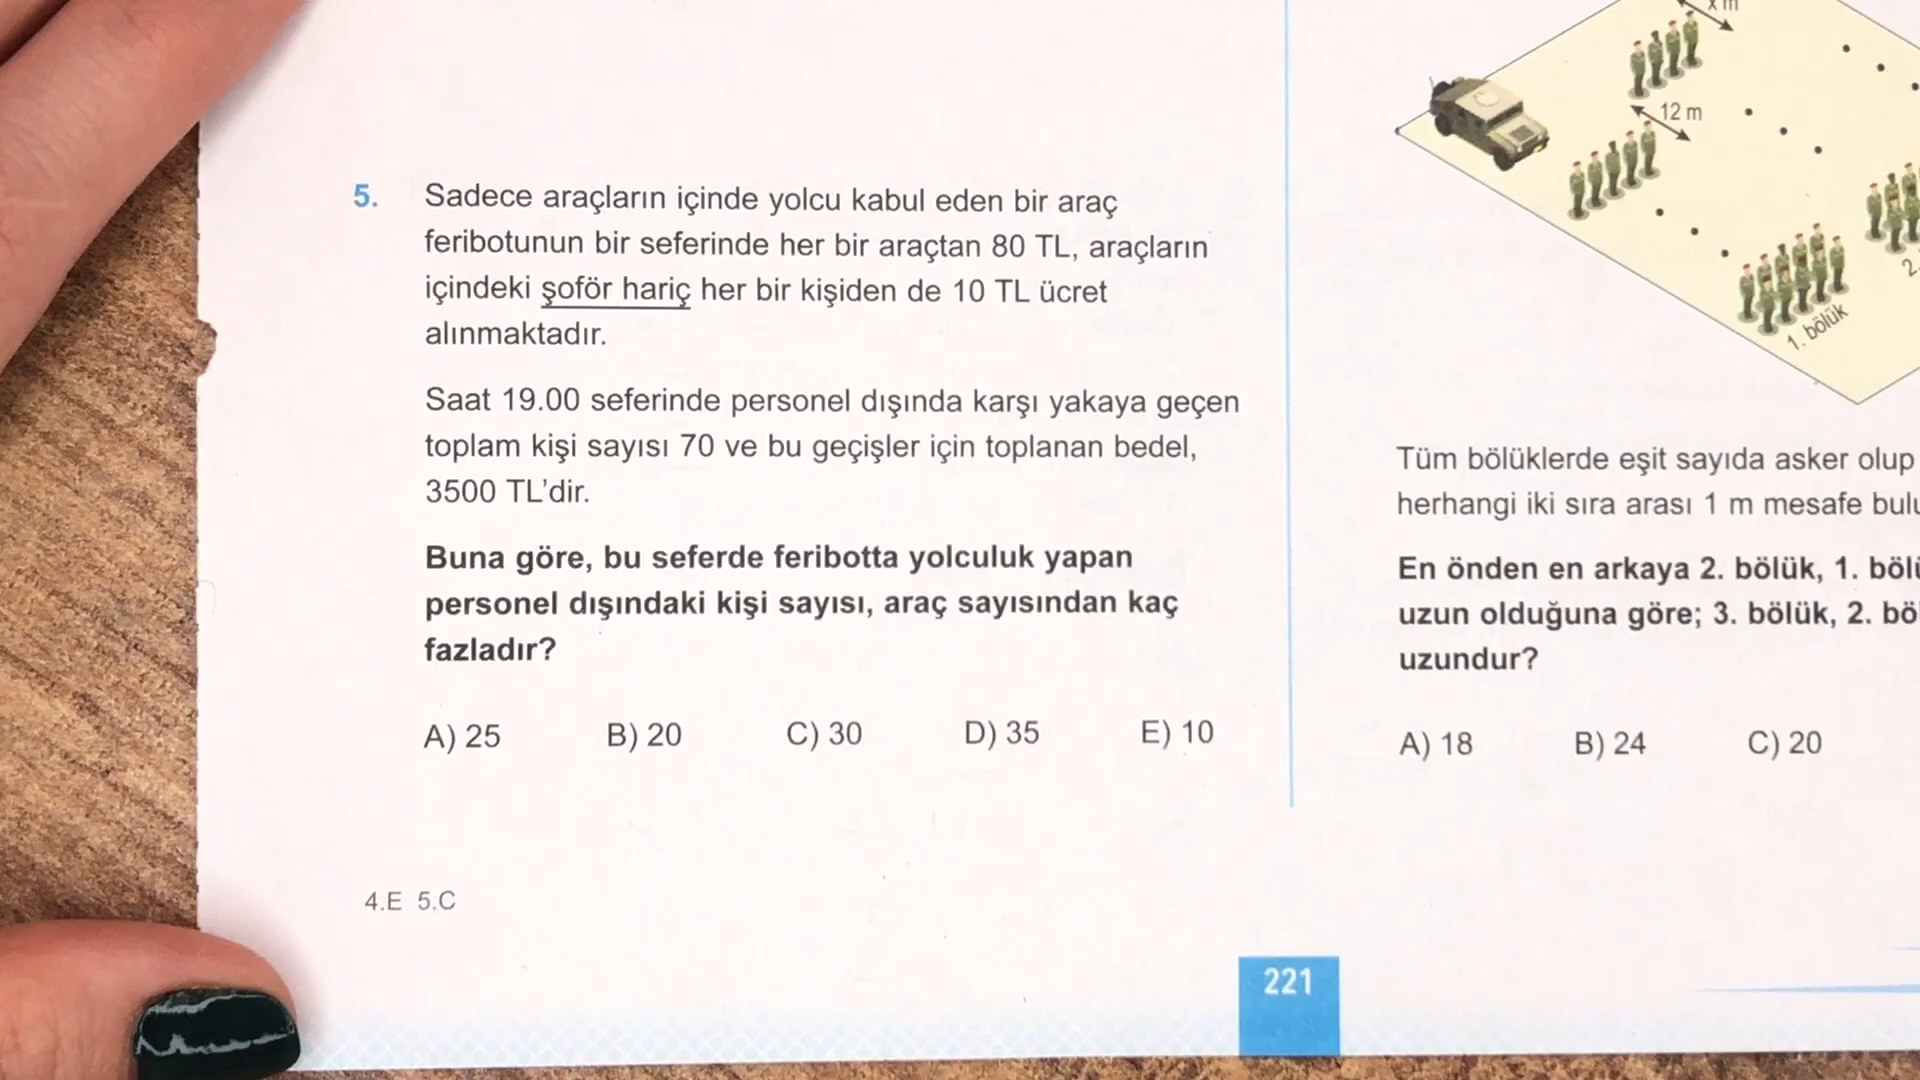 5. Sadece araçların içinde yolcu kabul eden bir araç
feribotunun bir seferinde her bir araçtan 80 TL, araçların
içindeki şoför hariç her bir kişiden de 10 TL ücret
alınmaktadır.
Saat 19.00 seferinde personel dışında karşı yakaya geçen
toplam kişi sayısı 70 ve bu geçişler için toplanan bedel,
3500 TL'dir.
Buna göre, bu seferde feribotta yolculuk yapan
personel dışındaki kişi sayısı, araç sayısından kaç
fazladır?
A) 25 B) 20 C) 30 D) 35 E) 10
4.E 5.C
221
x m
12 m
1. bölük
2.
Tüm bölüklerde eşit sayıda asker olup
herhangi iki sıra arası 1 m mesafe
En önden en arkaya 2. bölük, 1.
uzun olduğuna göre; 3. bölük, 2.
uzundur?
A) 18 B) 24 C) 20